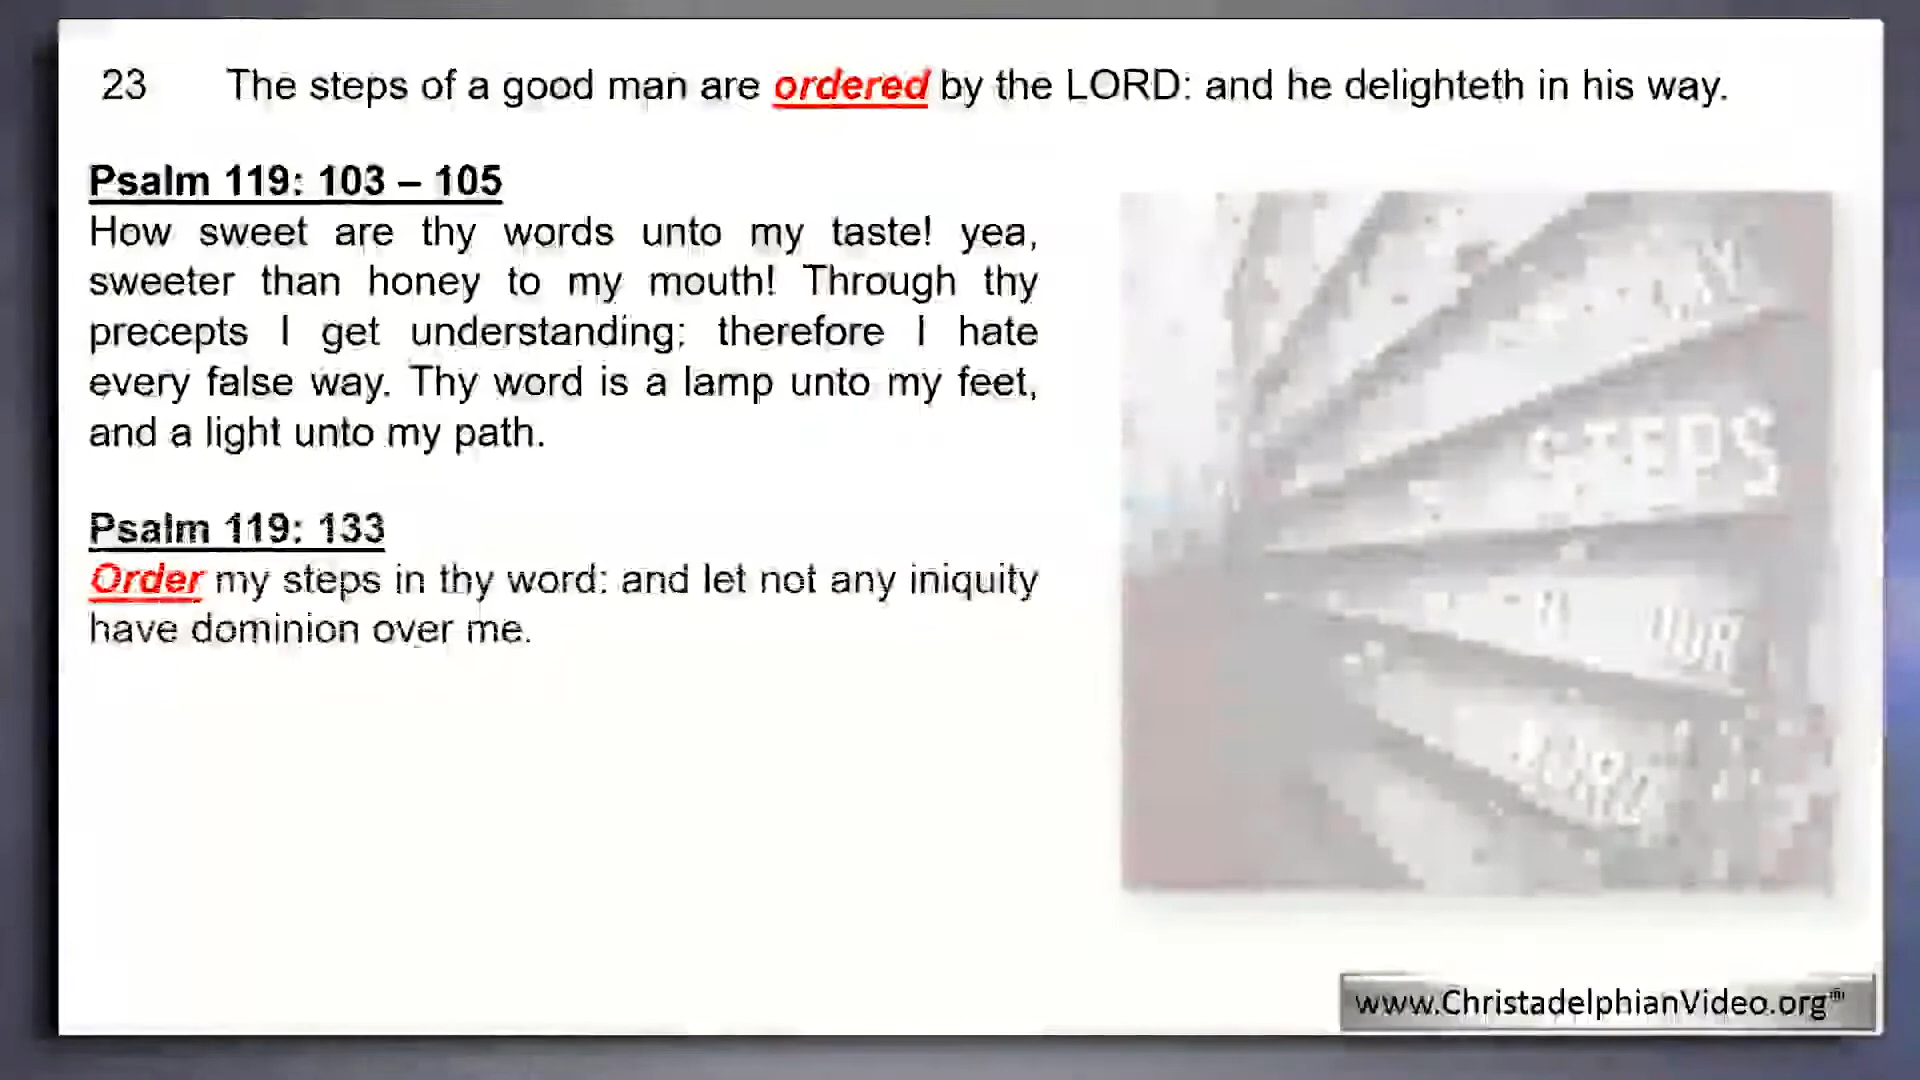 23 The steps of a good man are ordered by the LORD: and he delighteth in his way.
Psalm 119: 103 – 105
How sweet are thy words unto my taste! yea,
sweeter than honey to my mouth! Through thy
precepts I get understanding: therefore I hate
every false way. Thy word is a lamp unto my feet,
and a light unto my path.
Psalm 119: 133
Order my steps in thy word: and let not any iniquity
have dominion over me.
STEPS
OUR
www.ChristadelphianVideo.org